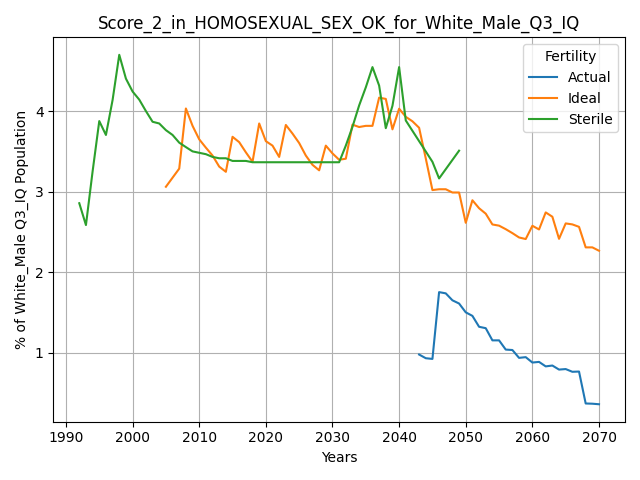 Score_2_in_HOMOSEXUAL_SEX_OK_for_White_Male_Q3_IQ
Fertility
Actual
Ideal
Sterile
% of White_Male Q3_IQ Population
4
3
2
1
1990 2000 2010 2020 2030 2040 2050 2060 2070
Years